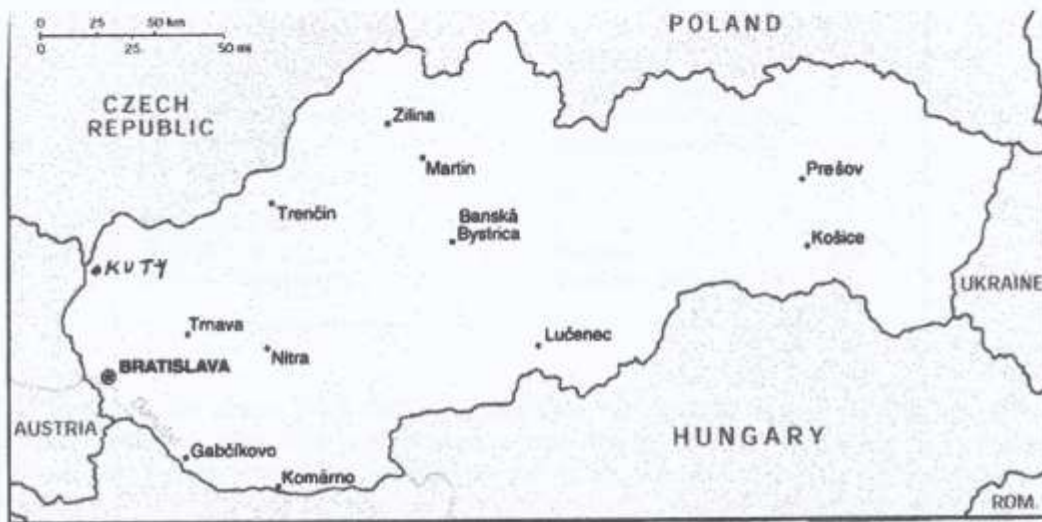 0 25 50 km
0 25 50 mi
POLAND
CZECH
REPUBLIC
Zilina
Martin
Prešov
Trenčín
Banská
Bystrica
Košice
KUTY
UKRAINE
Trnava
Lučenec
Nitra
BRATISLAVA
AUSTRIA
HUNGARY
Gabčíkovo
Komárno
ROM.